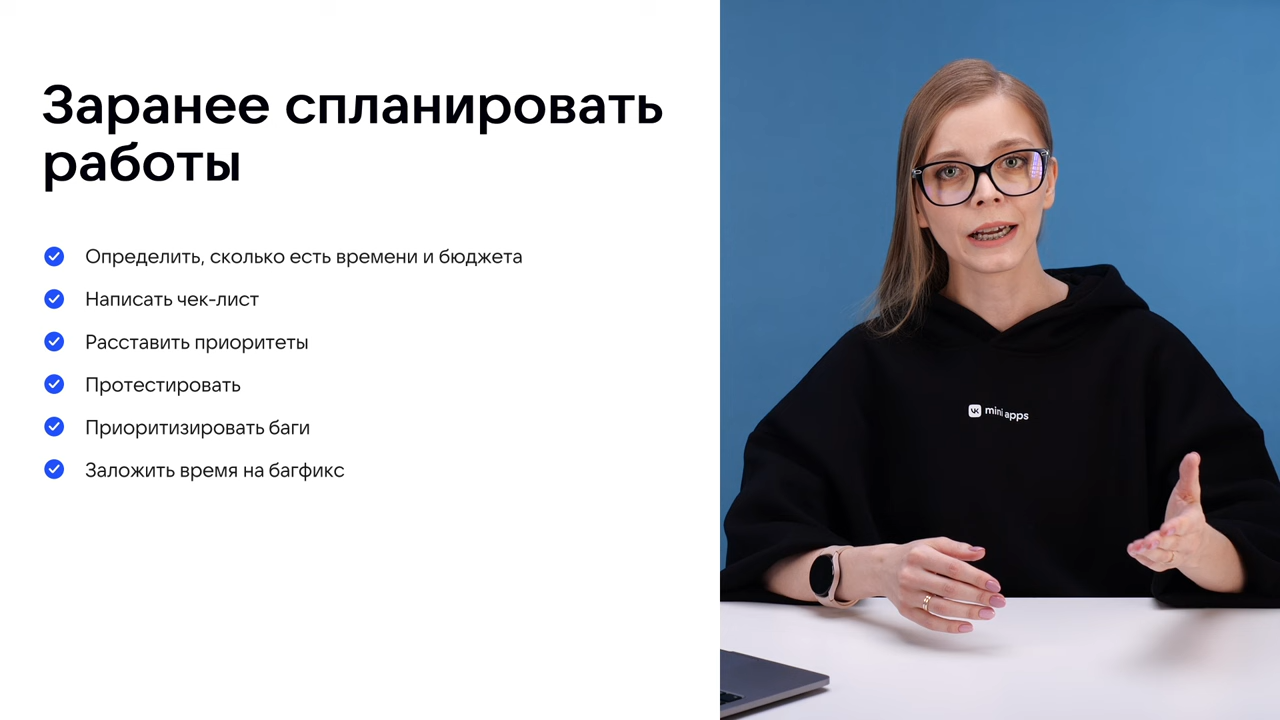 Заранее спланировать
работы
Определить, сколько есть времени и бюджета
Написать чек-лист
Расставить приоритеты
Протестировать
Приоритизировать баги
Заложить время на багфикс
VK mini apps